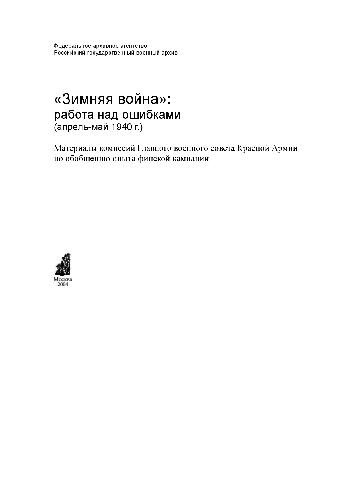 Федеральное архивное агентство
Российский государственный военный архив
«Зимняя война»:
работа над ошибками
(апрель-май 1940 г.)
Материалы комиссий Главного военного совета Красной Армии
по обобщению опыта финской кампании
Москва
2004